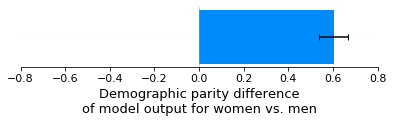 −0.8 −0.6 −0.4 −0.2 0.0 0.2 0.4 0.6 0.8
Demographic parity difference
of model output for women vs. men